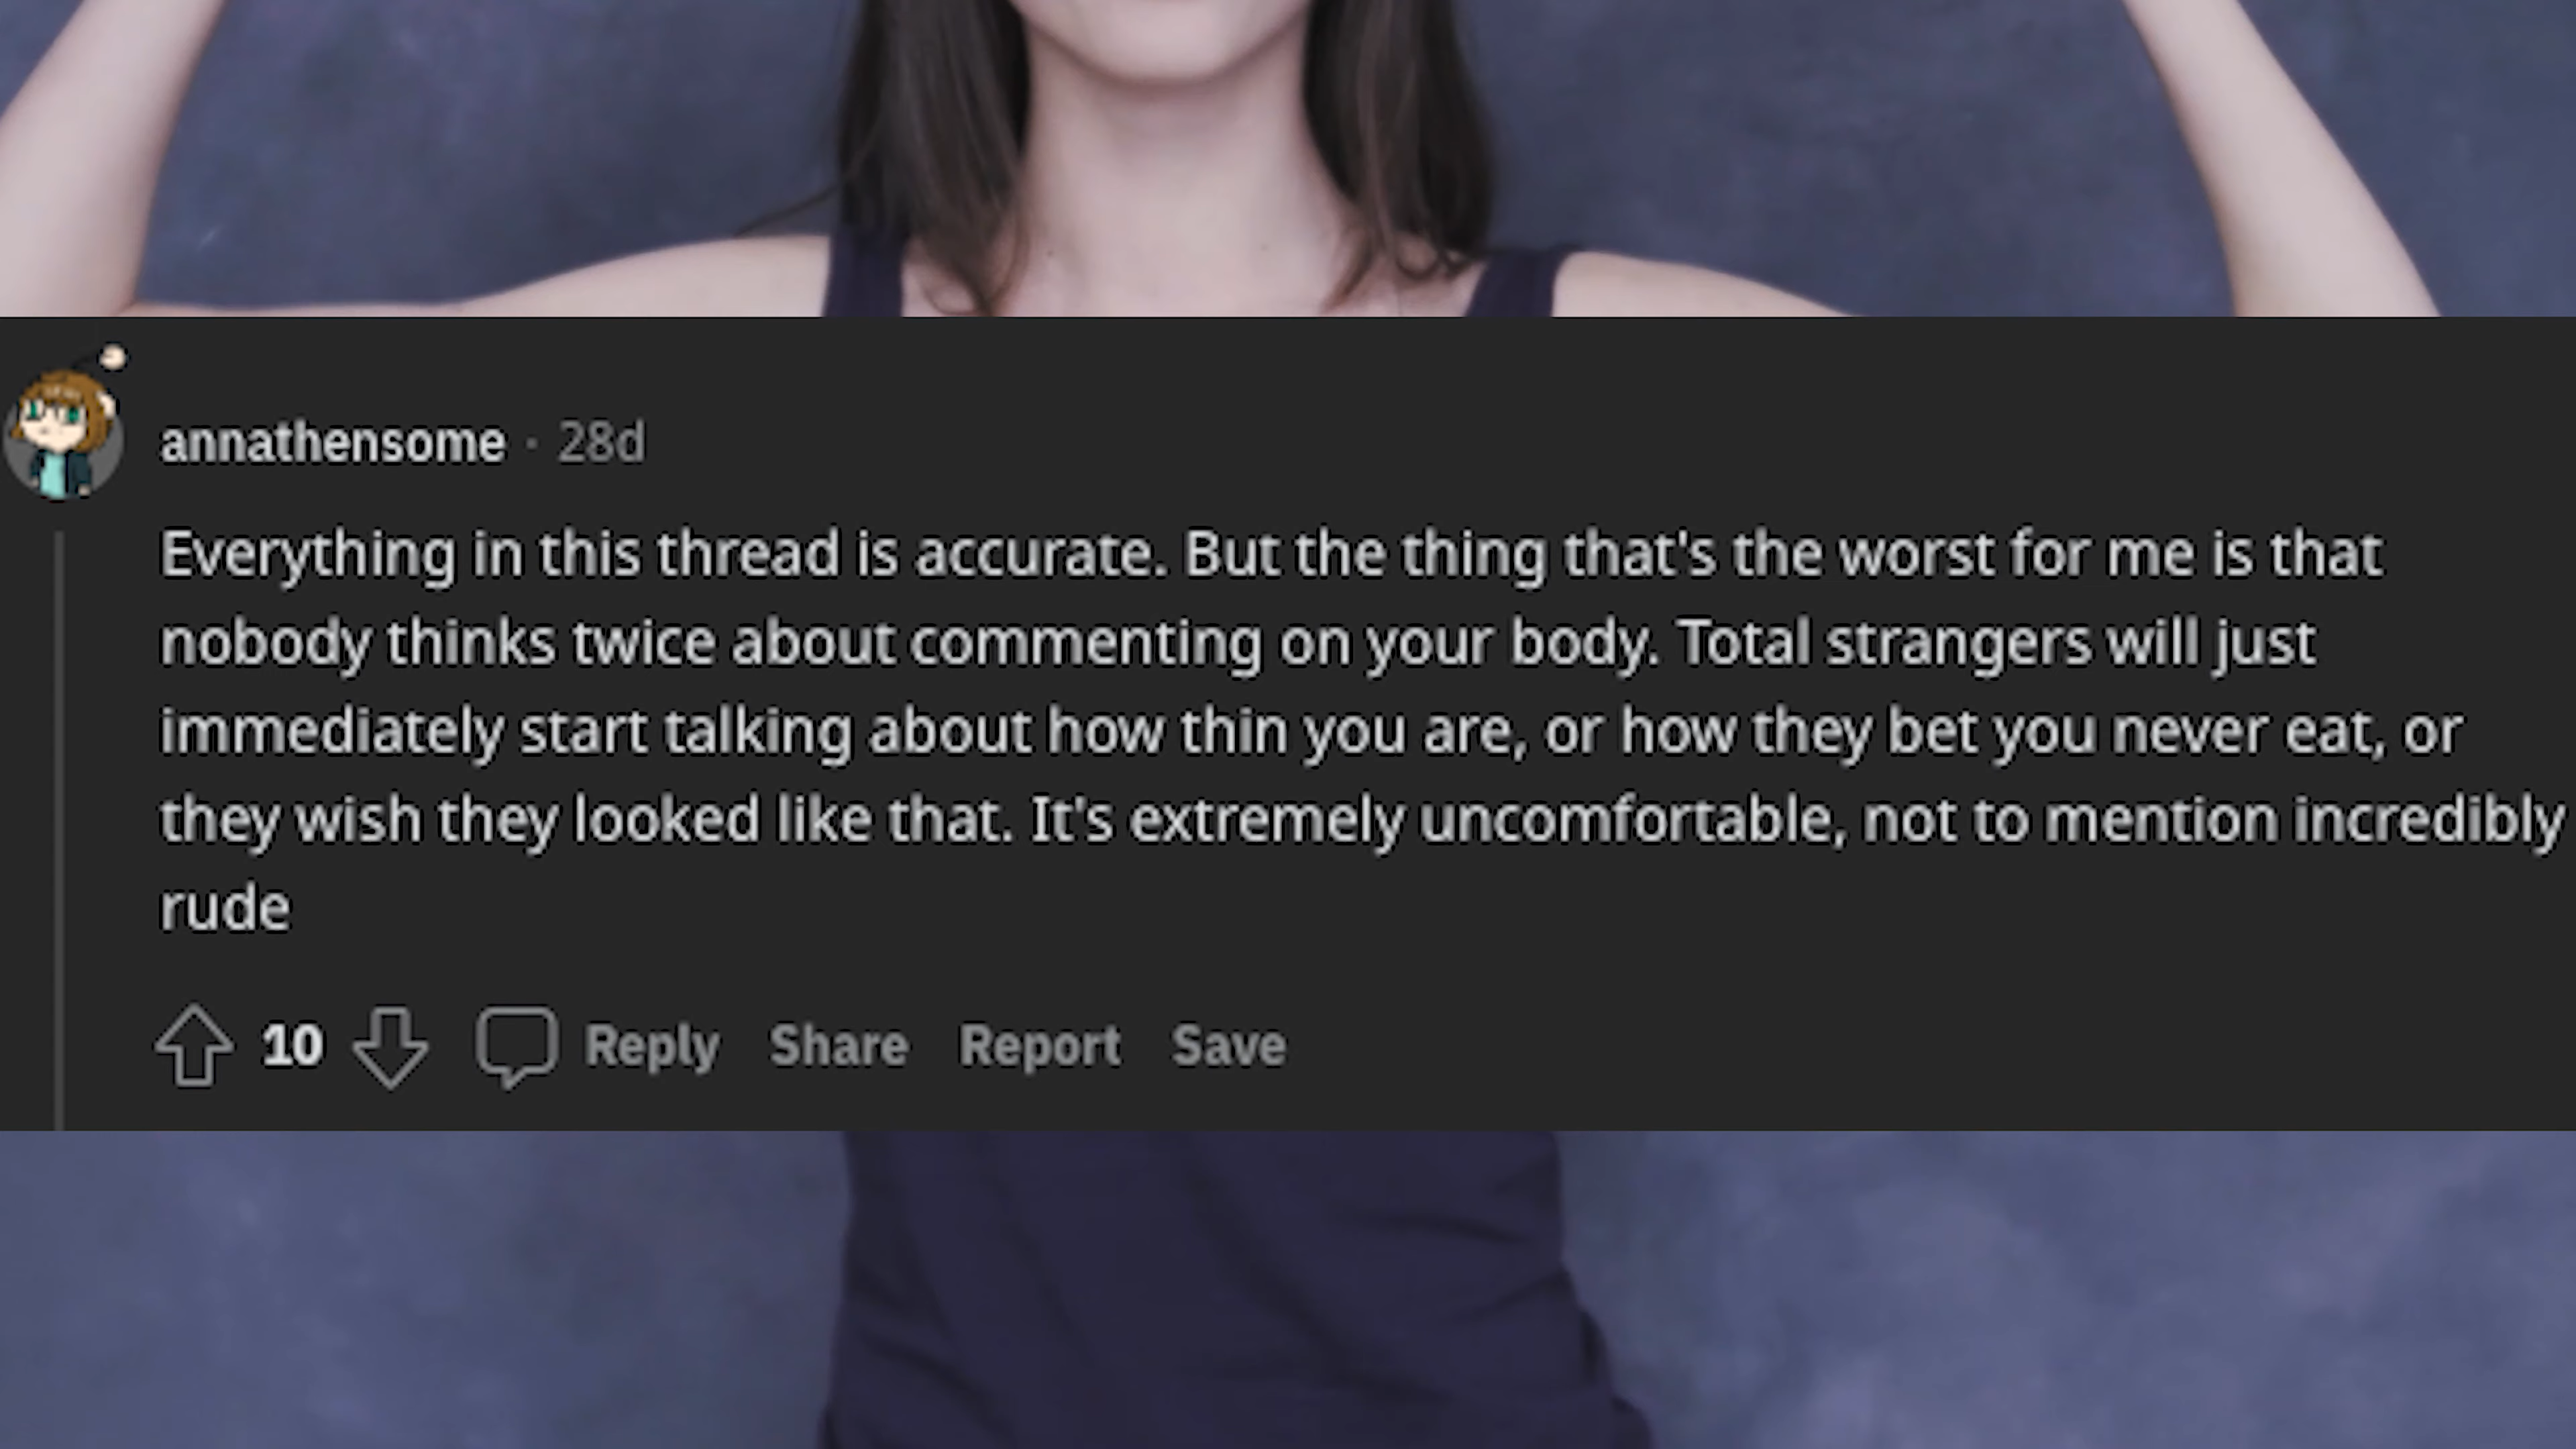 annathensome · 28d
Everything in this thread is accurate. But the thing that's the worst for me is that
nobody thinks twice about commenting on your body. Total strangers will just
immediately start talking about how thin you are, or how they bet you never eat, or
they wish they looked like that. It's extremely uncomfortable, not to mention incredibly
rude
10 Reply Share Report Save